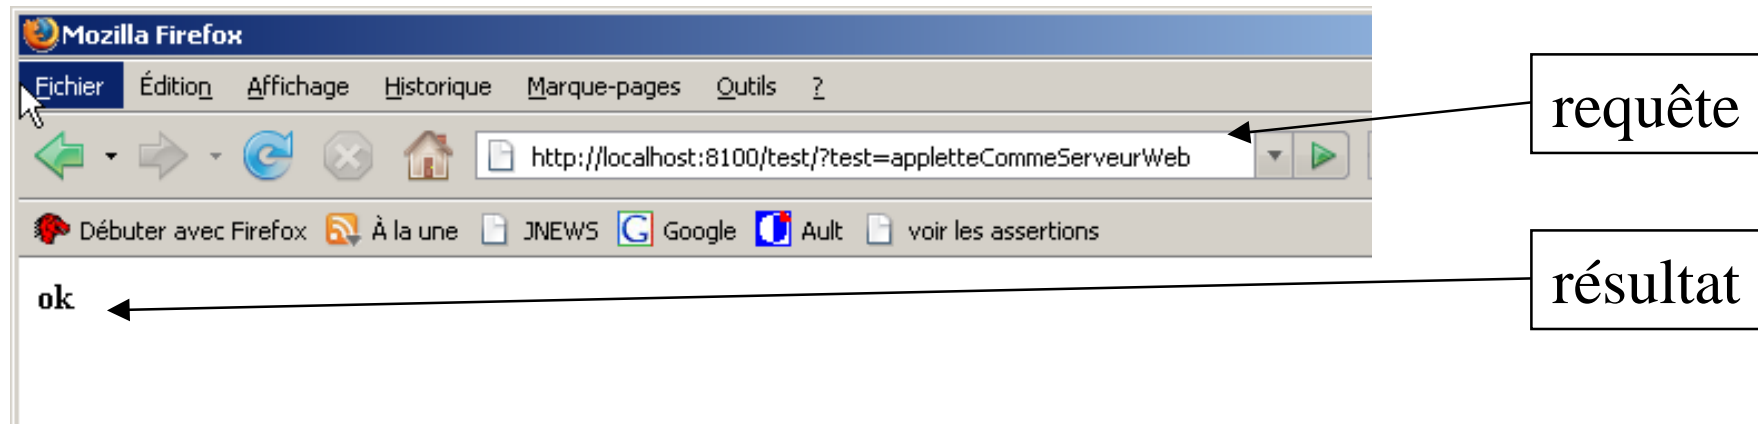 Mozilla Firefox
Fichier Édition Affichage Historique Marque-pages Outils ?
requête
http://localhost:8100/test/?test=appletteCommeServeurWeb
Débuter avec Firefox À la une JNEWS G Google Ault voir les assertions
résultat
ok